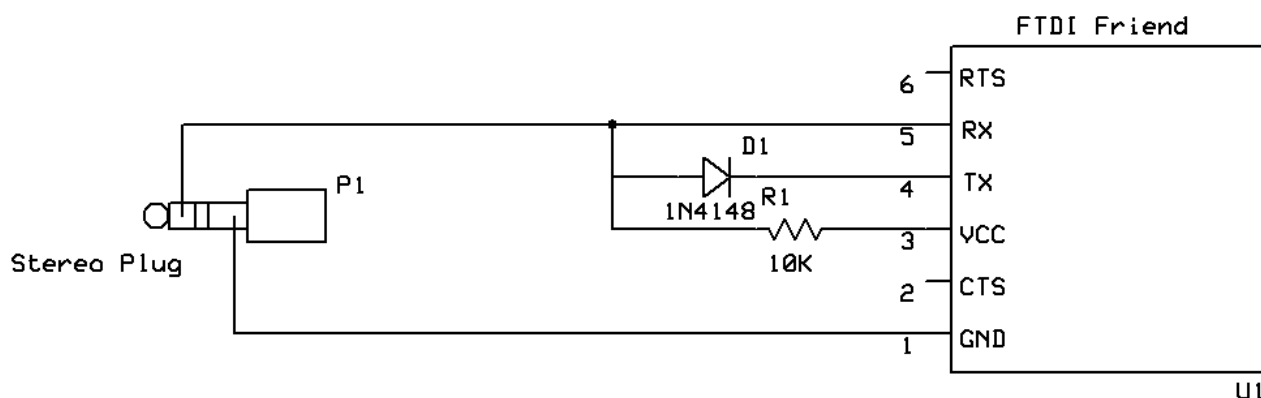 FTDI Friend
6 RTS
5 RX
D1
P1
4 TX
1N4148 R1
3 VCC
Stereo Plug
10K
2 CTS
1 GND
U1